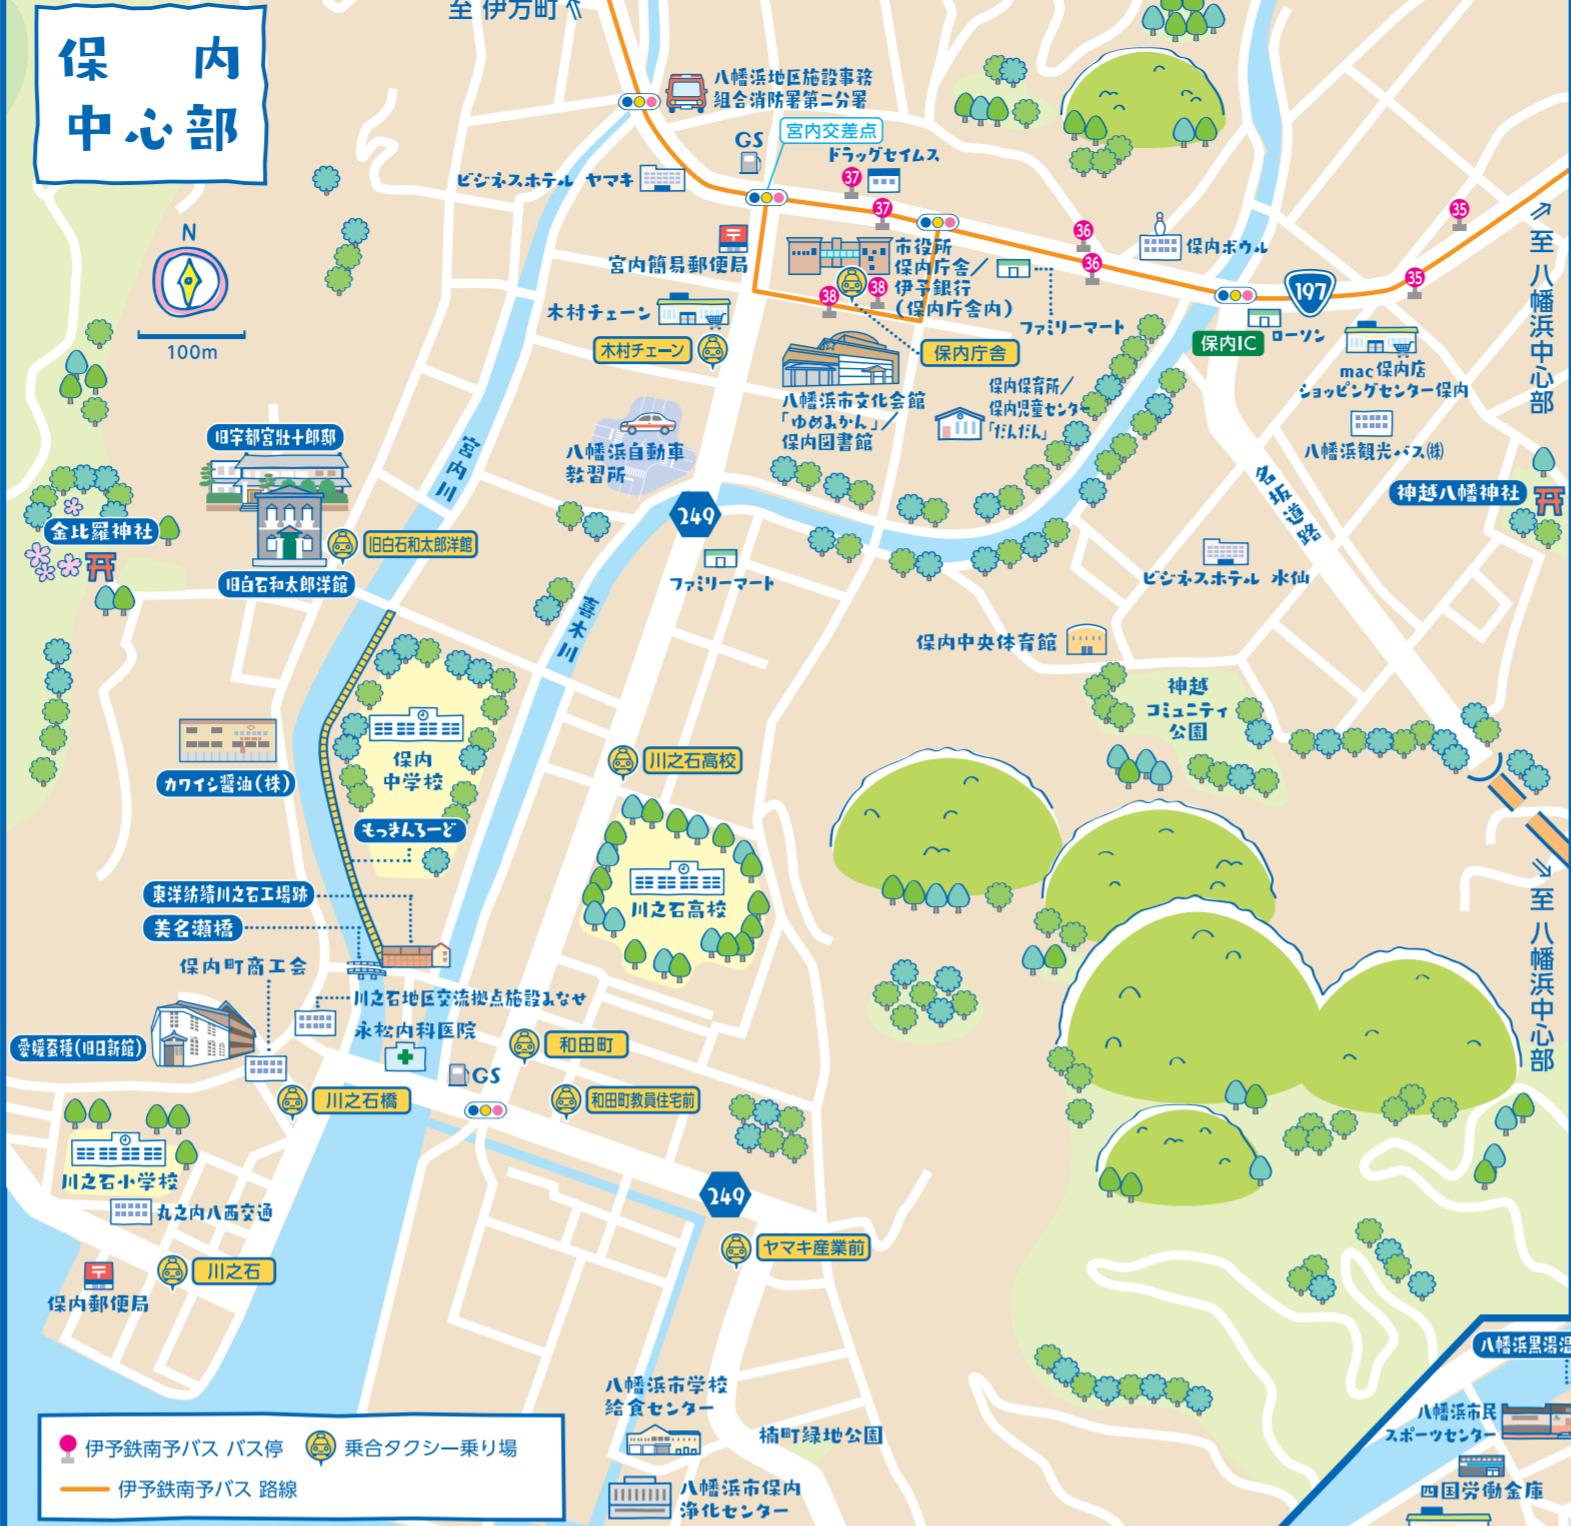 至 伊方町
保 内
中心部
八幡浜地区施設事務
組合消防署第二分署
GS
宮内交差点
ドラッグセイムス
37
37
ビジネスホテル ヤマキ
N
100m
宮内簡易郵便局
市役所
保内庁舎／
伊予銀行
（保内庁舎内）
38
38
36
36
保内ボウル
35
35
197
至 八幡浜中心部
ファミリーマート
保内IC
ローソン
木村チェーン
木村チェーン
保内庁舎
mac保内店
ショッピングセンター保内
八幡浜市文化会館
「ゆめみかん」／
保内図書館
保内保育所／
保内児童センター
「だんだん」
八幡浜観光バス㈱
八幡浜自動車
教習所
宮内川
旧宇都宮壯十郎邸
金比羅神社
旧白石和太郎洋館
旧白石和太郎洋館
249
名坂道路
神越八幡神社
ファミリーマート
ビジネスホテル 水仙
喜木川
保内中央体育館
神越
コミュニティ
公園
保内
中学校
カワイシ醤油（株）
川之石高校
もっきんろーど
川之石高校
東洋紡績川之石工場跡
美名瀬橋
保内町商工会
川之石地区交流拠点施設みなせ
永松内科医院
愛媛蚕種（旧日新館）
GS
和田町
和田町教員住宅前
川之石橋
至 八幡浜中心部
川之石小学校
丸之内八西交通
249
ヤマキ産業前
川之石
保内郵便局
八幡浜市学校
給食センター
楠町緑地公園
八幡浜市保内
浄化センター
八幡浜黒湯温
八幡浜市民
スポーツセンター
四国労働金庫
伊予鉄南予バス バス停
乗合タクシー乗り場
伊予鉄南予バス 路線